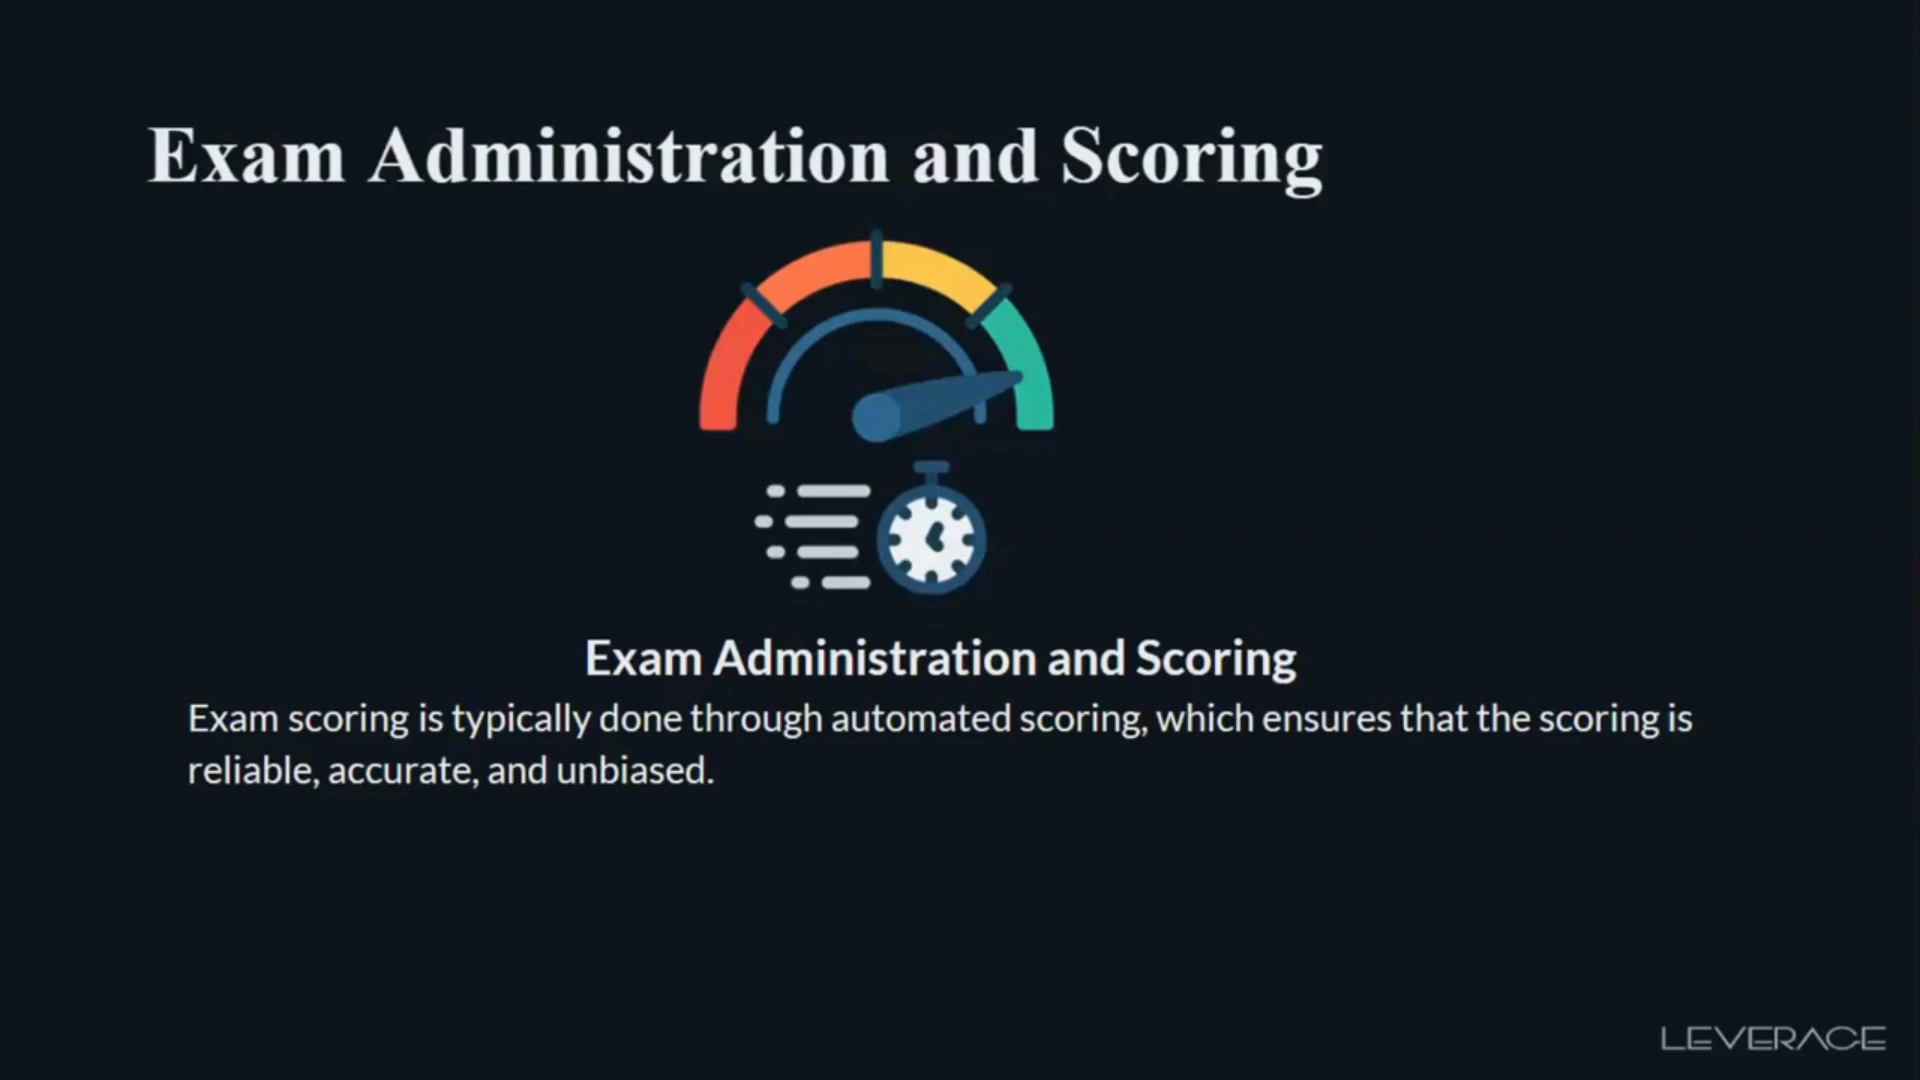 Exam Administration and Scoring
Exam Administration and Scoring
Exam scoring is typically done through automated scoring, which ensures that the scoring is
reliable, accurate, and unbiased.
LEVERAGE